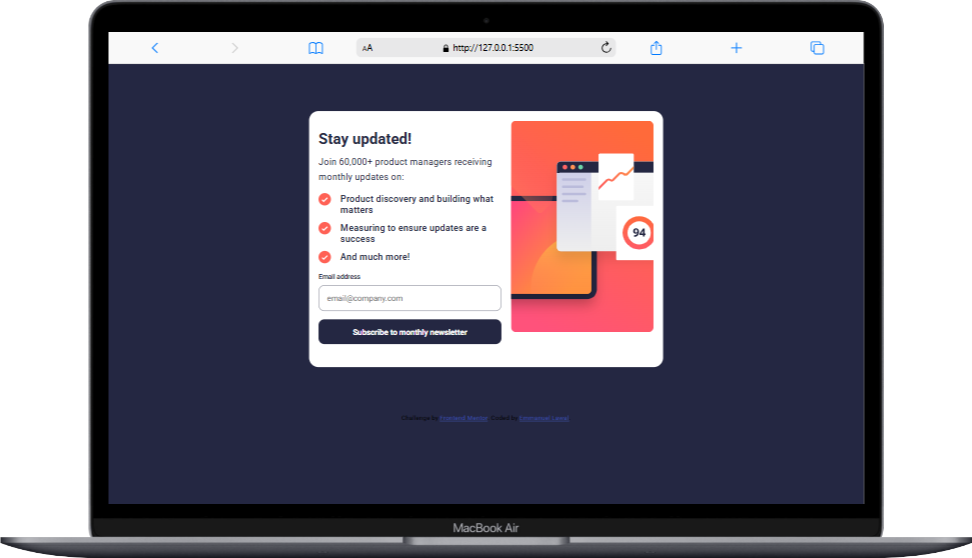 AA
http://127.0.0.1:5500
Stay updated!
Join 60,000+ product managers receiving
monthly updates on:
Product discovery and building what
matters
Measuring to ensure updates are a
success
And much more!
Email address
email@company.com
Subscribe to monthly newsletter
94
Challenge by Frontend Mentor. Coded by
MacBook Air